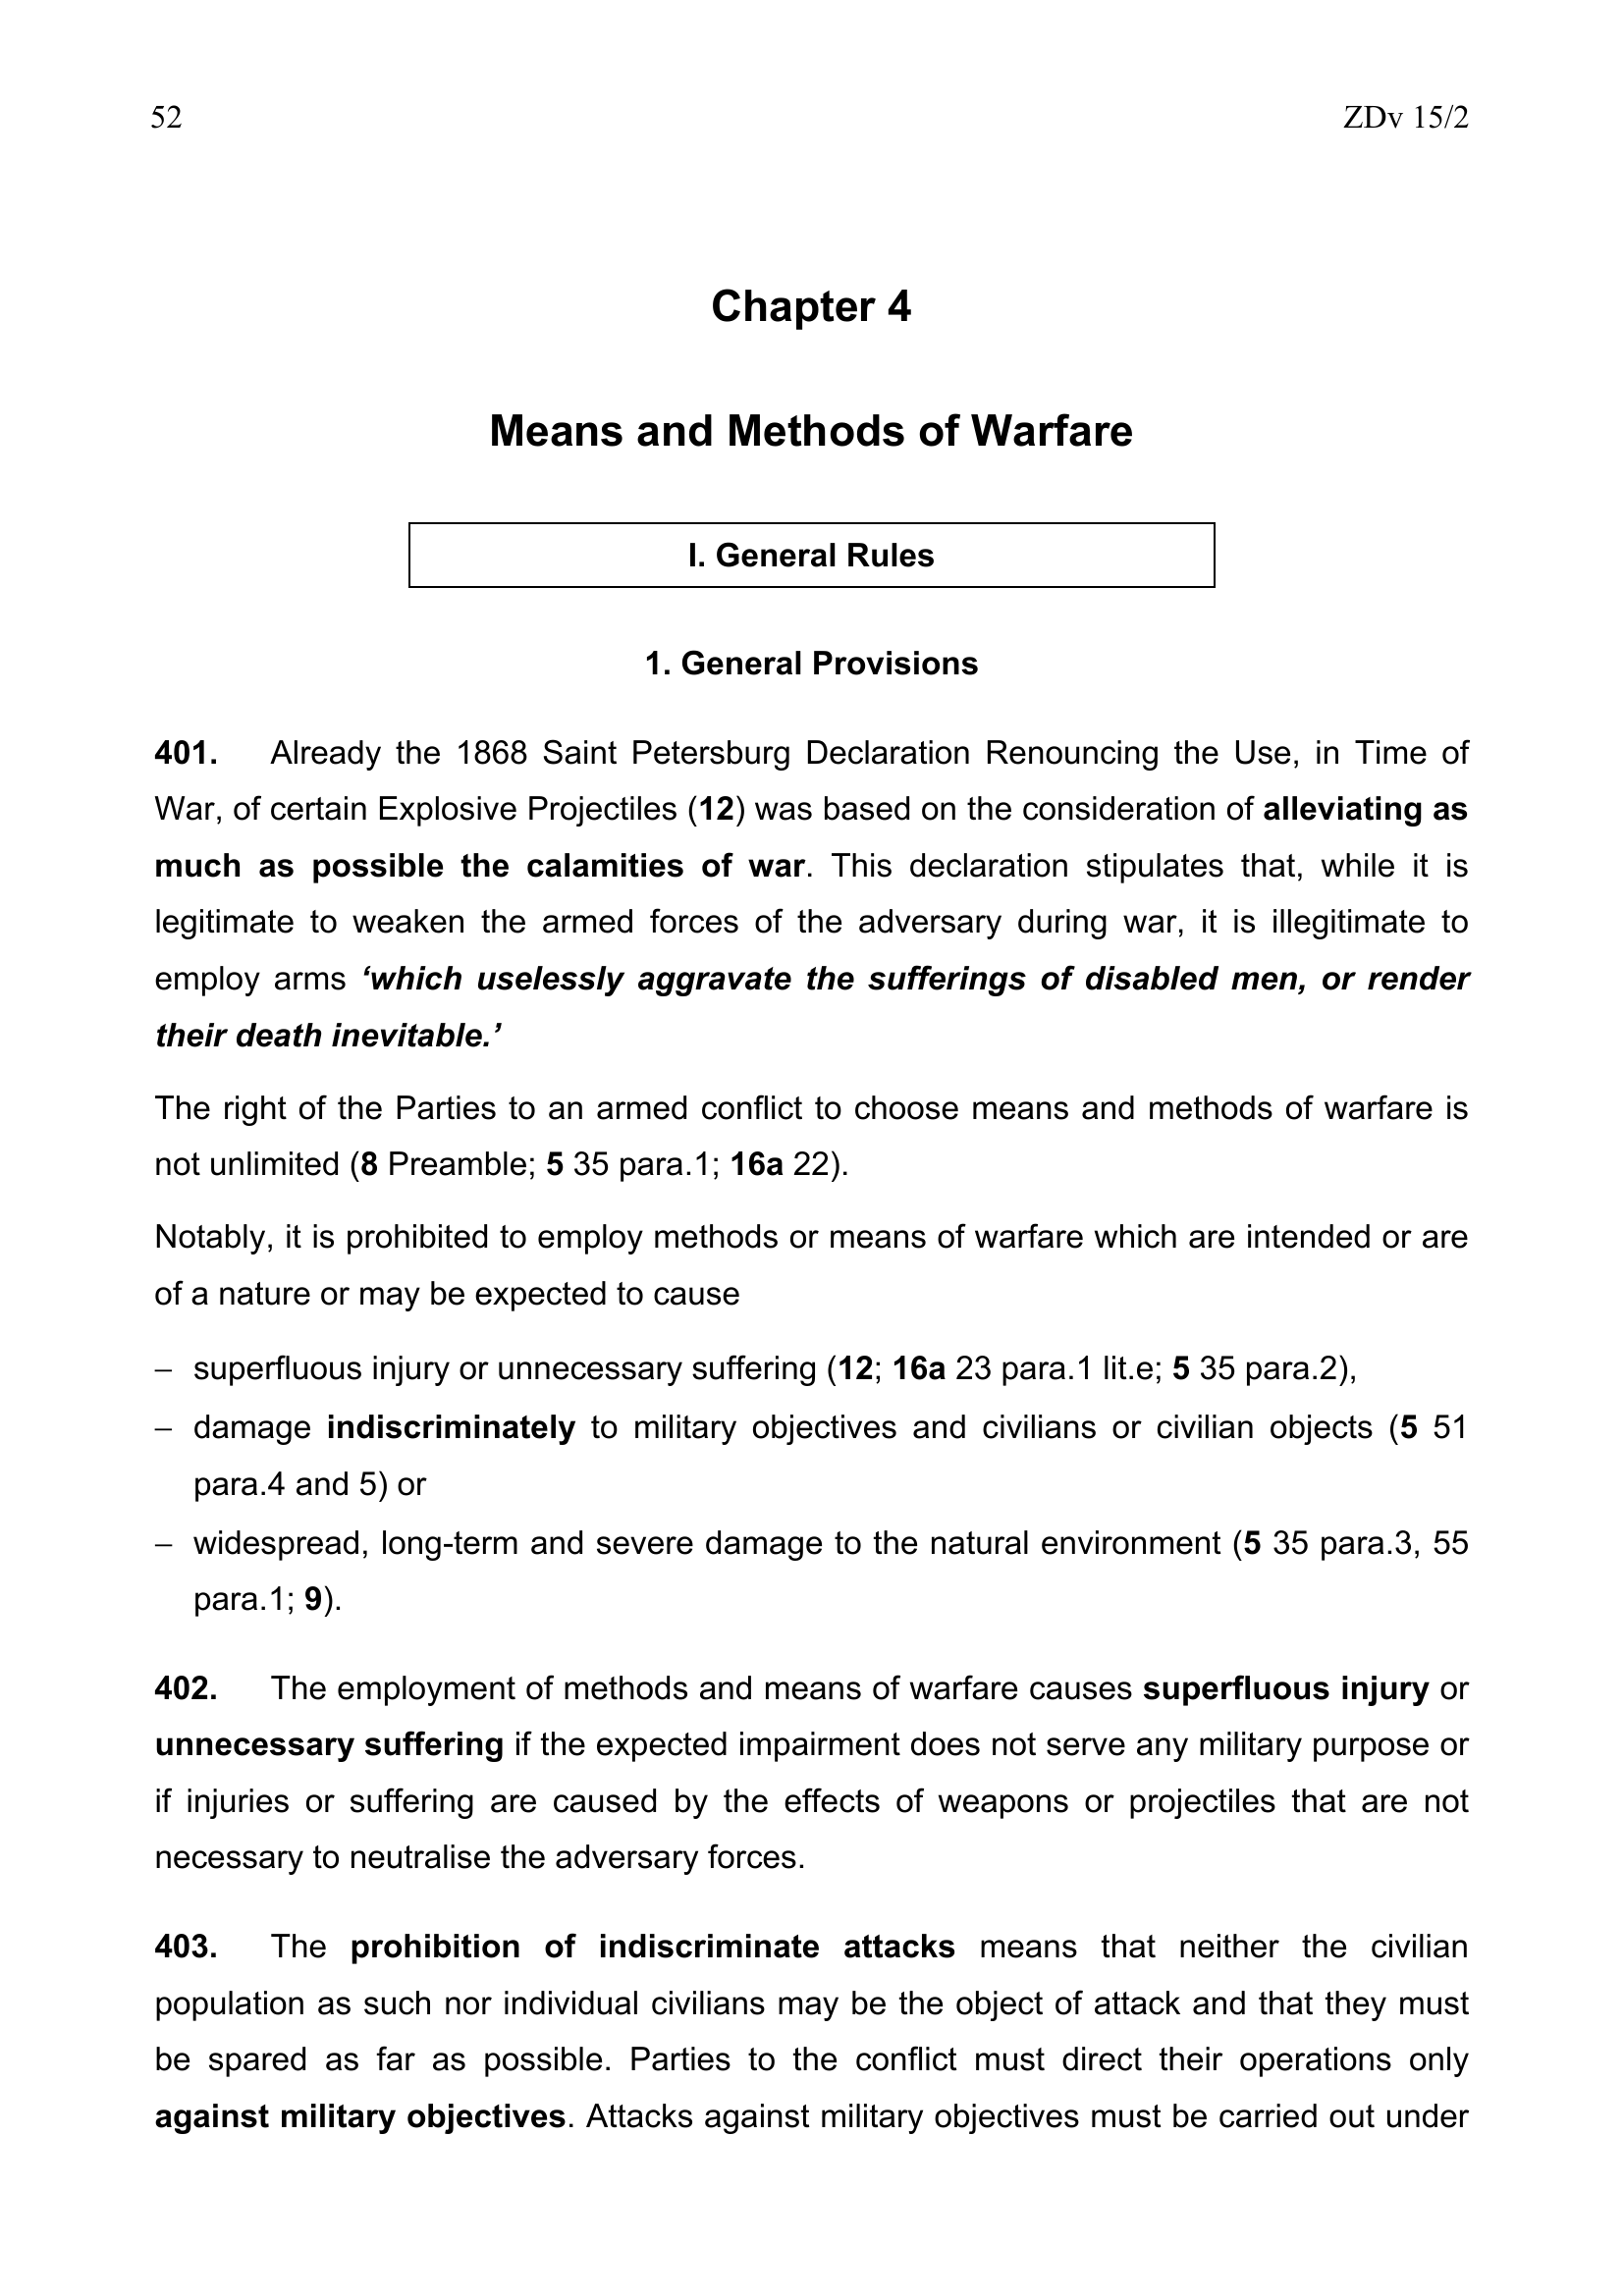 52 ZDv 15/2
Chapter 4
Means and Methods of Warfare
I. General Rules
1. General Provisions
401. Already the 1868 Saint Petersburg Declaration Renouncing the Use, in Time of
War, of certain Explosive Projectiles (12) was based on the consideration of alleviating as
much as possible the calamities of war. This declaration stipulates that, while it is
legitimate to weaken the armed forces of the adversary during war, it is illegitimate to
employ arms ‘which uselessly aggravate the sufferings of disabled men, or render
their death inevitable.’
The right of the Parties to an armed conflict to choose means and methods of warfare is
not unlimited (8 Preamble; 5 35 para.1; 16a 22).
Notably, it is prohibited to employ methods or means of warfare which are intended or are
of a nature or may be expected to cause
– superfluous injury or unnecessary suffering (12; 16a 23 para.1 lit.e; 5 35 para.2),
– damage indiscriminately to military objectives and civilians or civilian objects (5 51
para.4 and 5) or
– widespread, long-term and severe damage to the natural environment (5 35 para.3, 55
para.1; 9).
402. The employment of methods and means of warfare causes superfluous injury or
unnecessary suffering if the expected impairment does not serve any military purpose or
if injuries or suffering are caused by the effects of weapons or projectiles that are not
necessary to neutralise the adversary forces.
403. The prohibition of indiscriminate attacks means that neither the civilian
population as such nor individual civilians may be the object of attack and that they must
be spared as far as possible. Parties to the conflict must direct their operations only
against military objectives. Attacks against military objectives must be carried out under